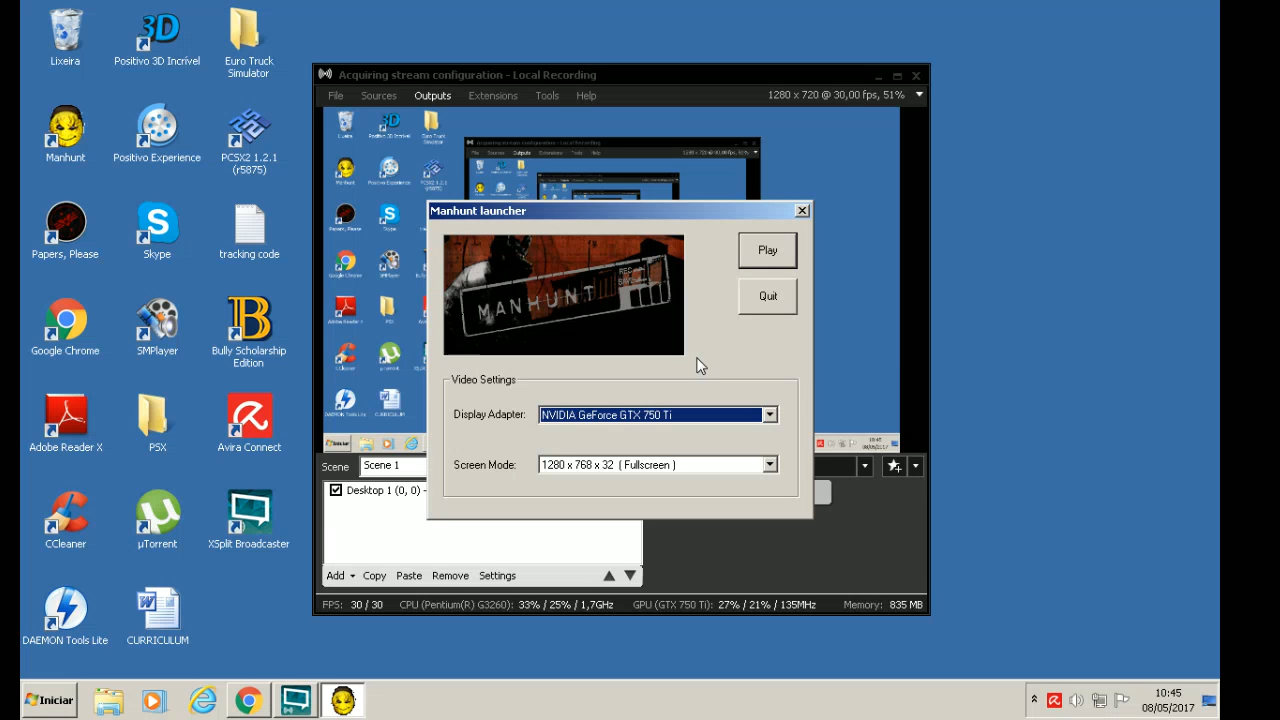 Lixeira
Positivo 3D Incrível
Euro Truck
Simulator
Manhunt
Positivo Experience
PCSX2 1.2.1
(r5875)
Papers, Please
Skype
tracking code
Google Chrome
SMPlayer
Bully Scholarship
Edition
Adobe Reader X
PSX
Avira Connect
CCleaner
µTorrent
XSplit Broadcaster
DAEMON Tools Lite
CURRICULUM
Acquiring stream configuration - Local Recording
File Sources Outputs Extensions Tools Help
1280 x 720 @ 30,00 fps, 51%
Manhunt launcher
MANHUNT
Play
Quit
Video Settings
Display Adapter: NVIDIA GeForce GTX 750 Ti
Screen Mode: 1280 x 768 x 32 ( Fullscreen )
Scene Scene 1
Desktop 1 (0, 0) -
Add Copy Paste Remove Settings
FPS: 30 / 30 CPU (Pentium(R) G3260): 33% / 25% / 1,7GHz GPU (GTX 750 Ti): 27% / 21% / 135MHz Memory: 835 MB
Iniciar
10:45
08/05/2017